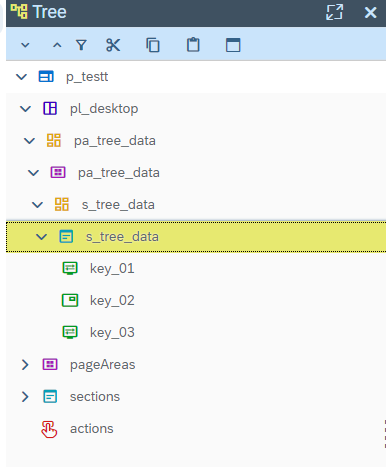 Tree
p_testt
pl_desktop
pa_tree_data
pa_tree_data
s_tree_data
s_tree_data
key_01
key_02
key_03
pageAreas
sections
actions